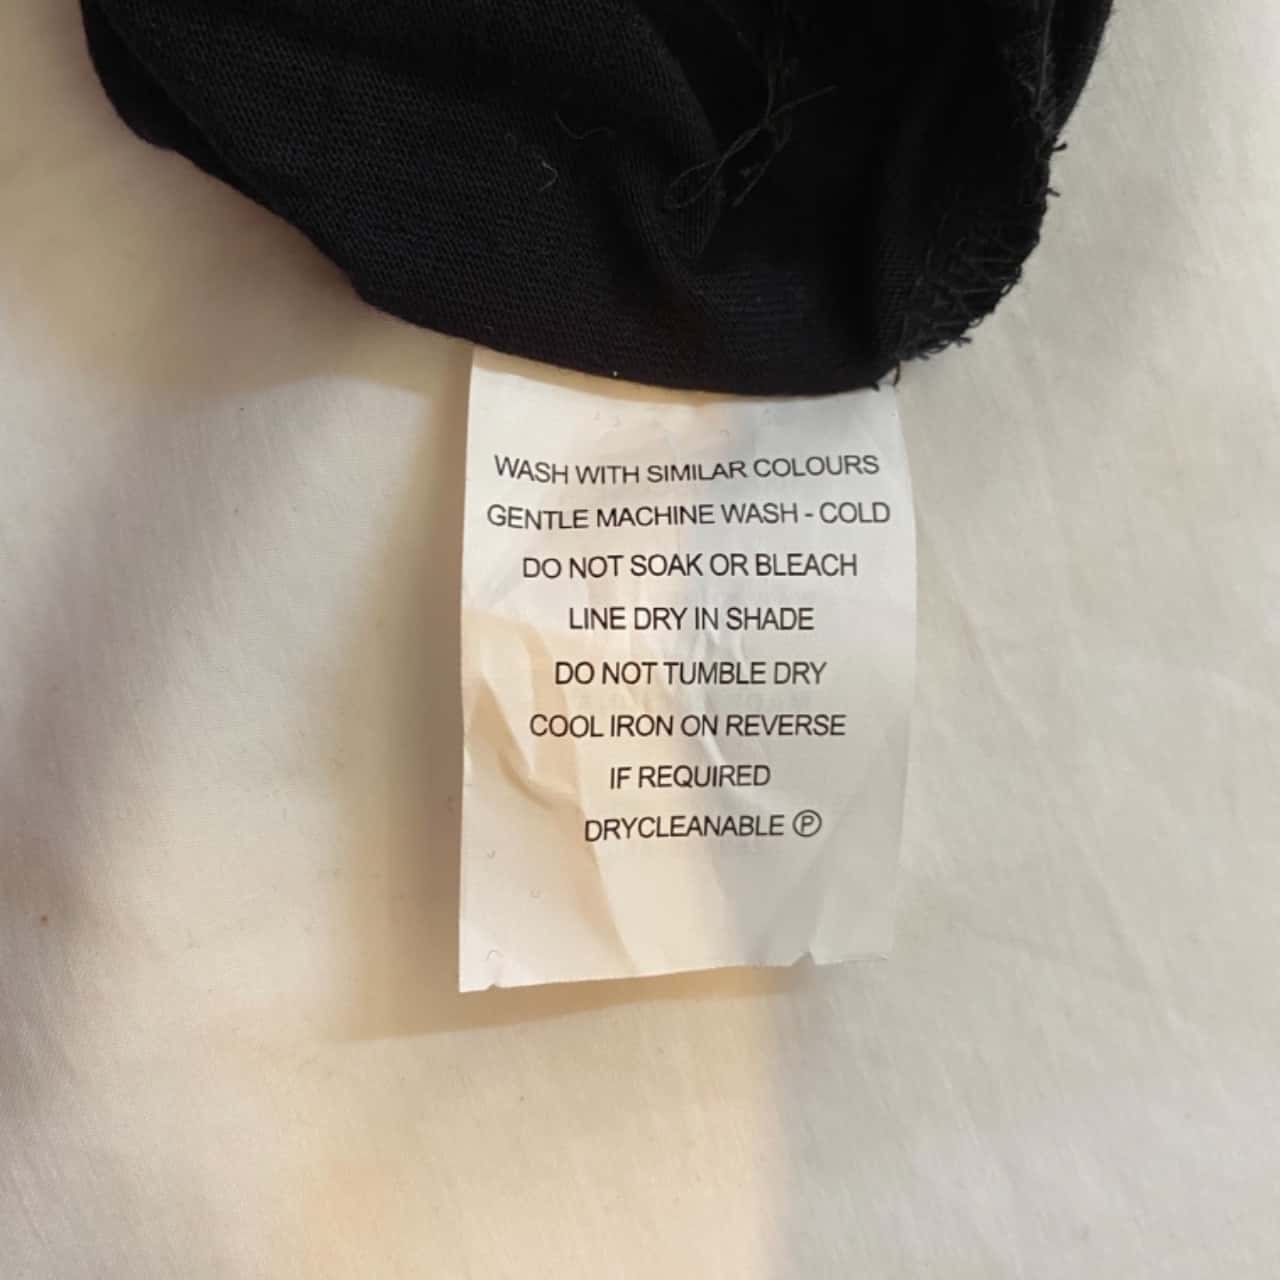 WASH WITH SIMILAR COLOURS
GENTLE MACHINE WASH - COLD
DO NOT SOAK OR BLEACH
LINE DRY IN SHADE
DO NOT TUMBLE DRY
COOL IRON ON REVERSE
IF REQUIRED
DRYCLEANABLE Ⓟ